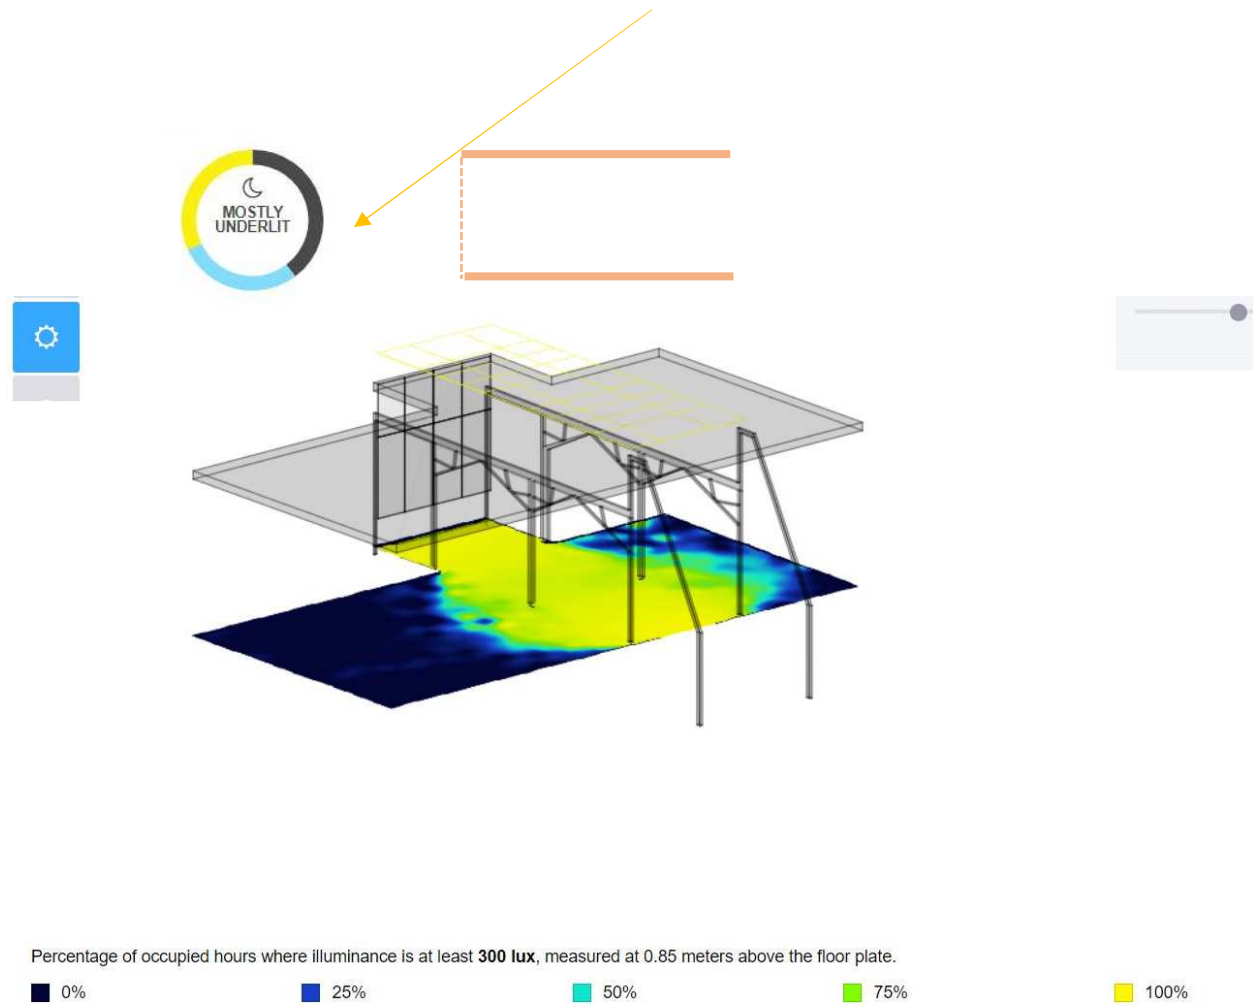 MOSTLY
UNDERLIT
Percentage of occupied hours where illuminance is at least 300 lux, measured at 0.85 meters above the floor plate.
0% 25% 50% 75% 100%